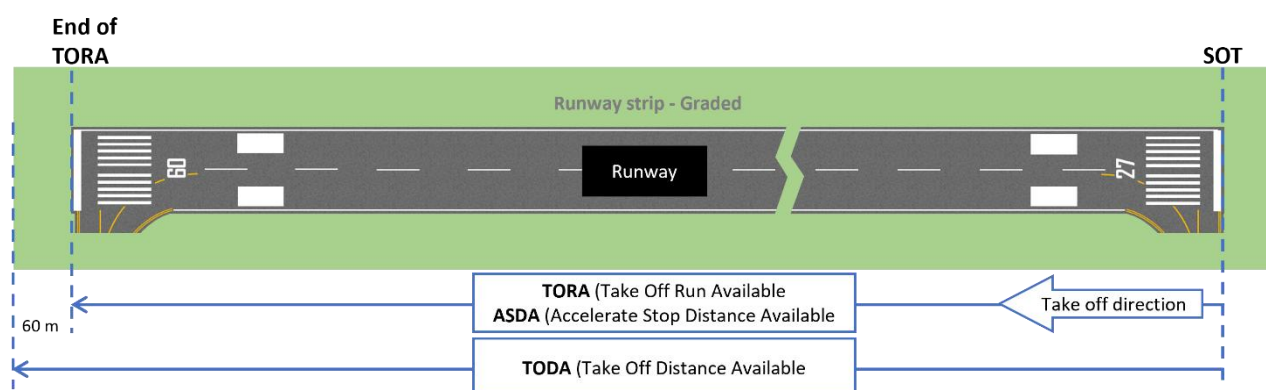 End of
TORA
SOT
Runway strip - Graded
09
Runway
27
TORA (Take Off Run Available
ASDA (Accelerate Stop Distance Available
Take off direction
60 m
TODA (Take Off Distance Available